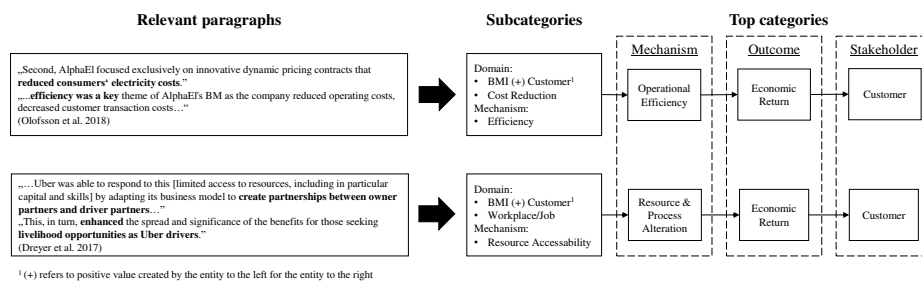 Relevant paragraphs
Subcategories
Top categories
Mechanism
Outcome
Stakeholder
„Second, AlphaEl focused exclusively on innovative dynamic pricing contracts that
reduced consumers‘ electricity costs.”
„...efficiency was a key theme of AlphaEl's BM as the company reduced operating costs,
decreased customer transaction costs…“
(Olofsson et al. 2018)
Domain:
• BMI (+) Customer¹
• Cost Reduction
Mechanism:
• Efficiency
Operational
Efficiency
Economic
Return
Customer
„…Uber was able to respond to this [limited access to resources, including in particular
capital and skills] by adapting its business model to create partnerships between owner
partners and driver partners…”
“This, in turn, enhanced the spread and significance of the benefits for those seeking
livelihood opportunities as Uber drivers.”
(Dreyer et al. 2017)
Domain:
• BMI (+) Customer¹
• Workplace/Job
Mechanism:
• Resource Accessability
Resource &
Process
Alteration
Economic
Return
Customer
¹ (+) refers to positive value created by the entity to the left for the entity to the right